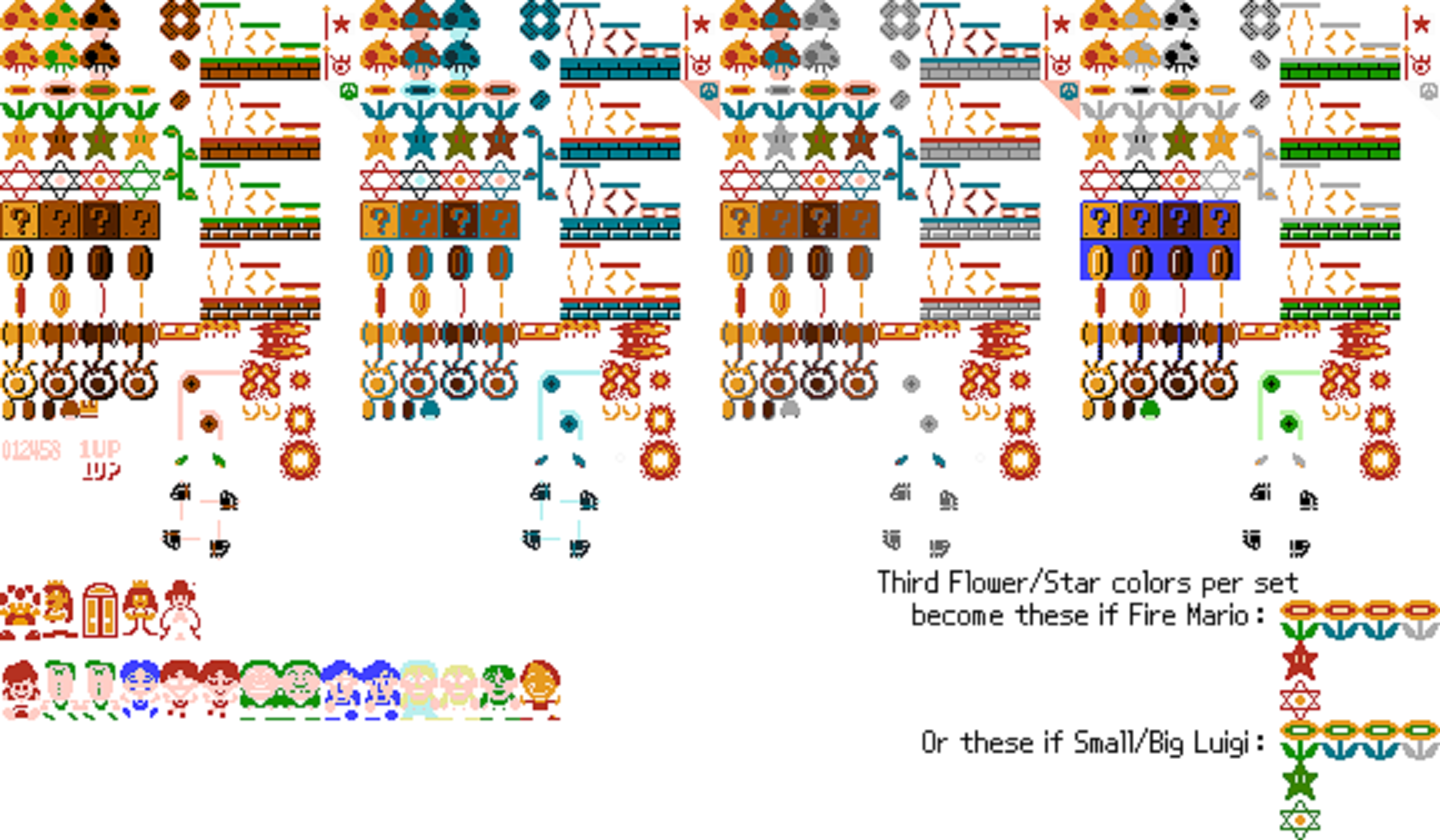 ? ? ? ? ? ? ? ? ? ? ? ? ? ? ? ?
012458 1UP
1UP
Third Flower/Star colors per set
become these if Fire Mario:
Or these if Small/Big Luigi: